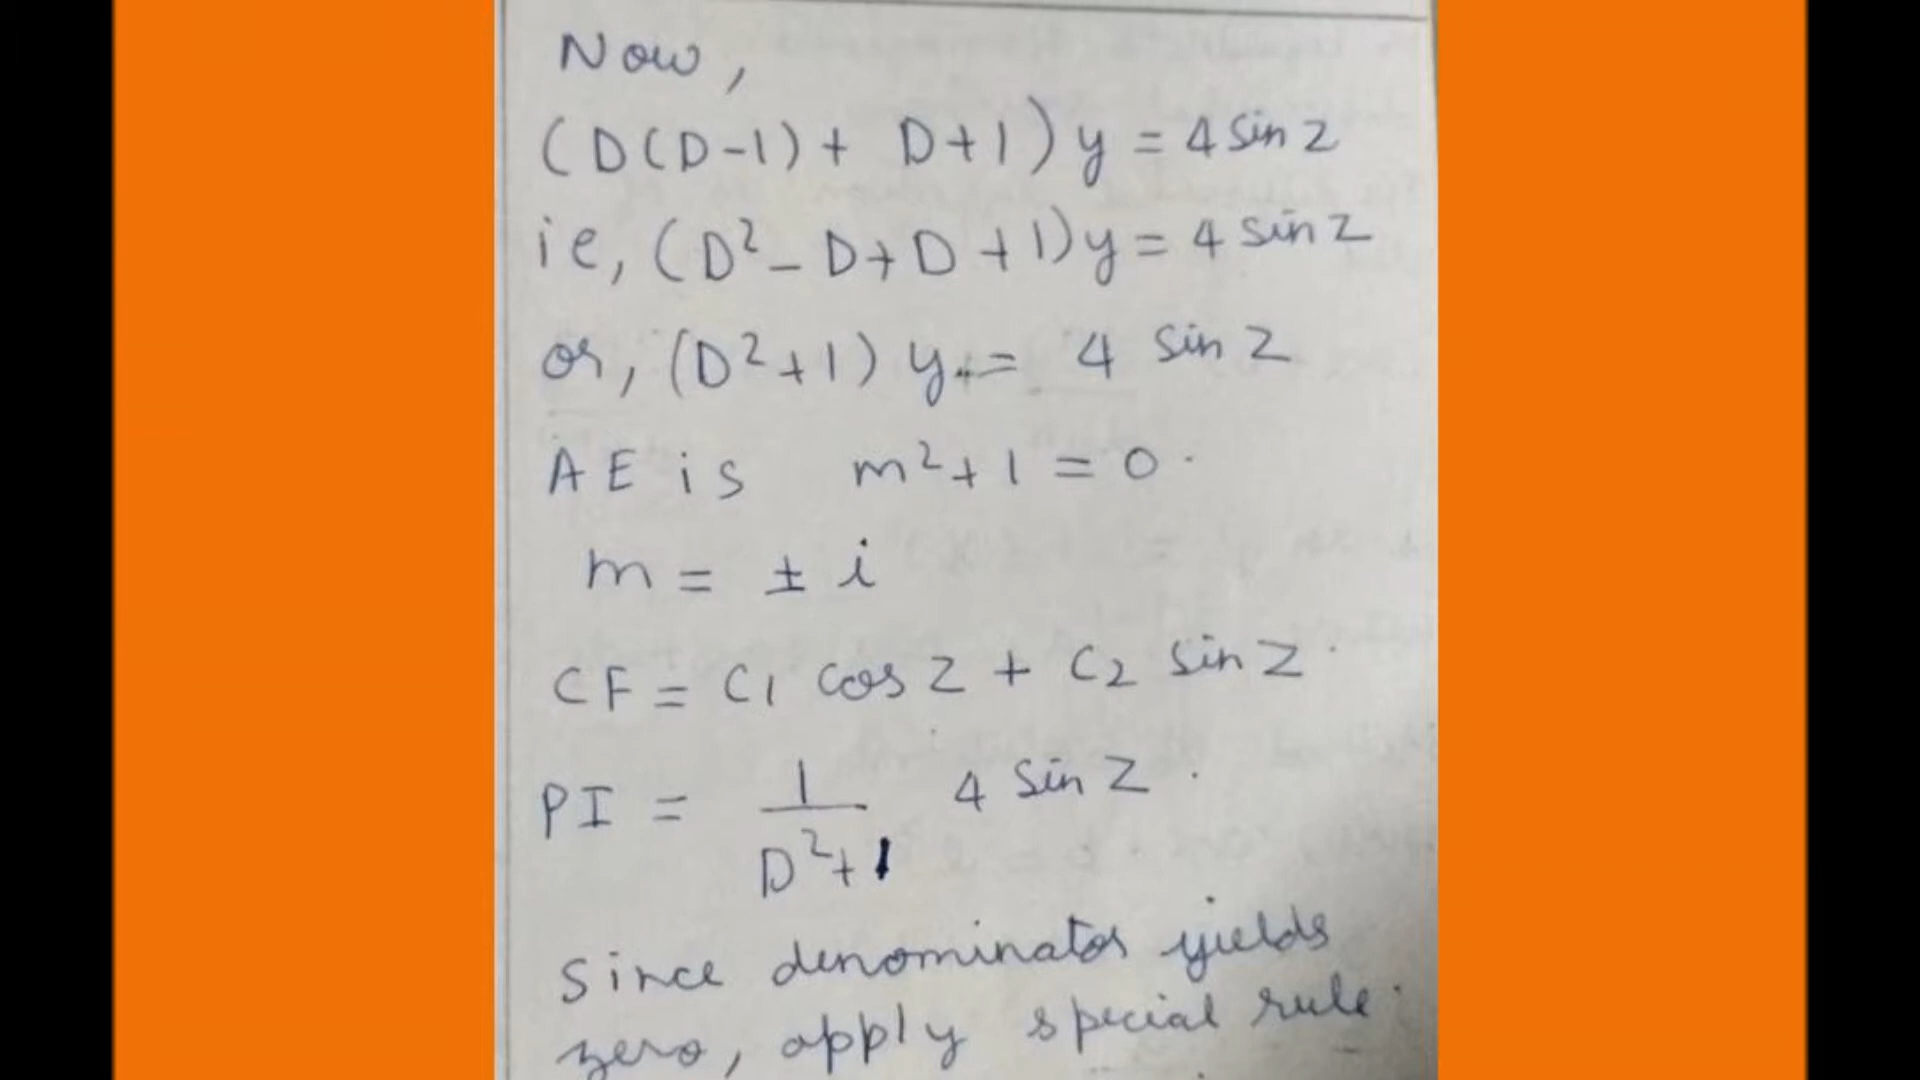 Now,
(D(D-1) + D+1) y = 4 sin z
ie, (D² - D + D + 1) y = 4 sin z
or, (D²+1) y = 4 sin z
AE is m² + 1 = 0.
m = ± i
CF = C1 cos z + C2 sin z.
PI = 1/(D²+1) 4 sin z.
Since denominator yields
zero, apply special rule.